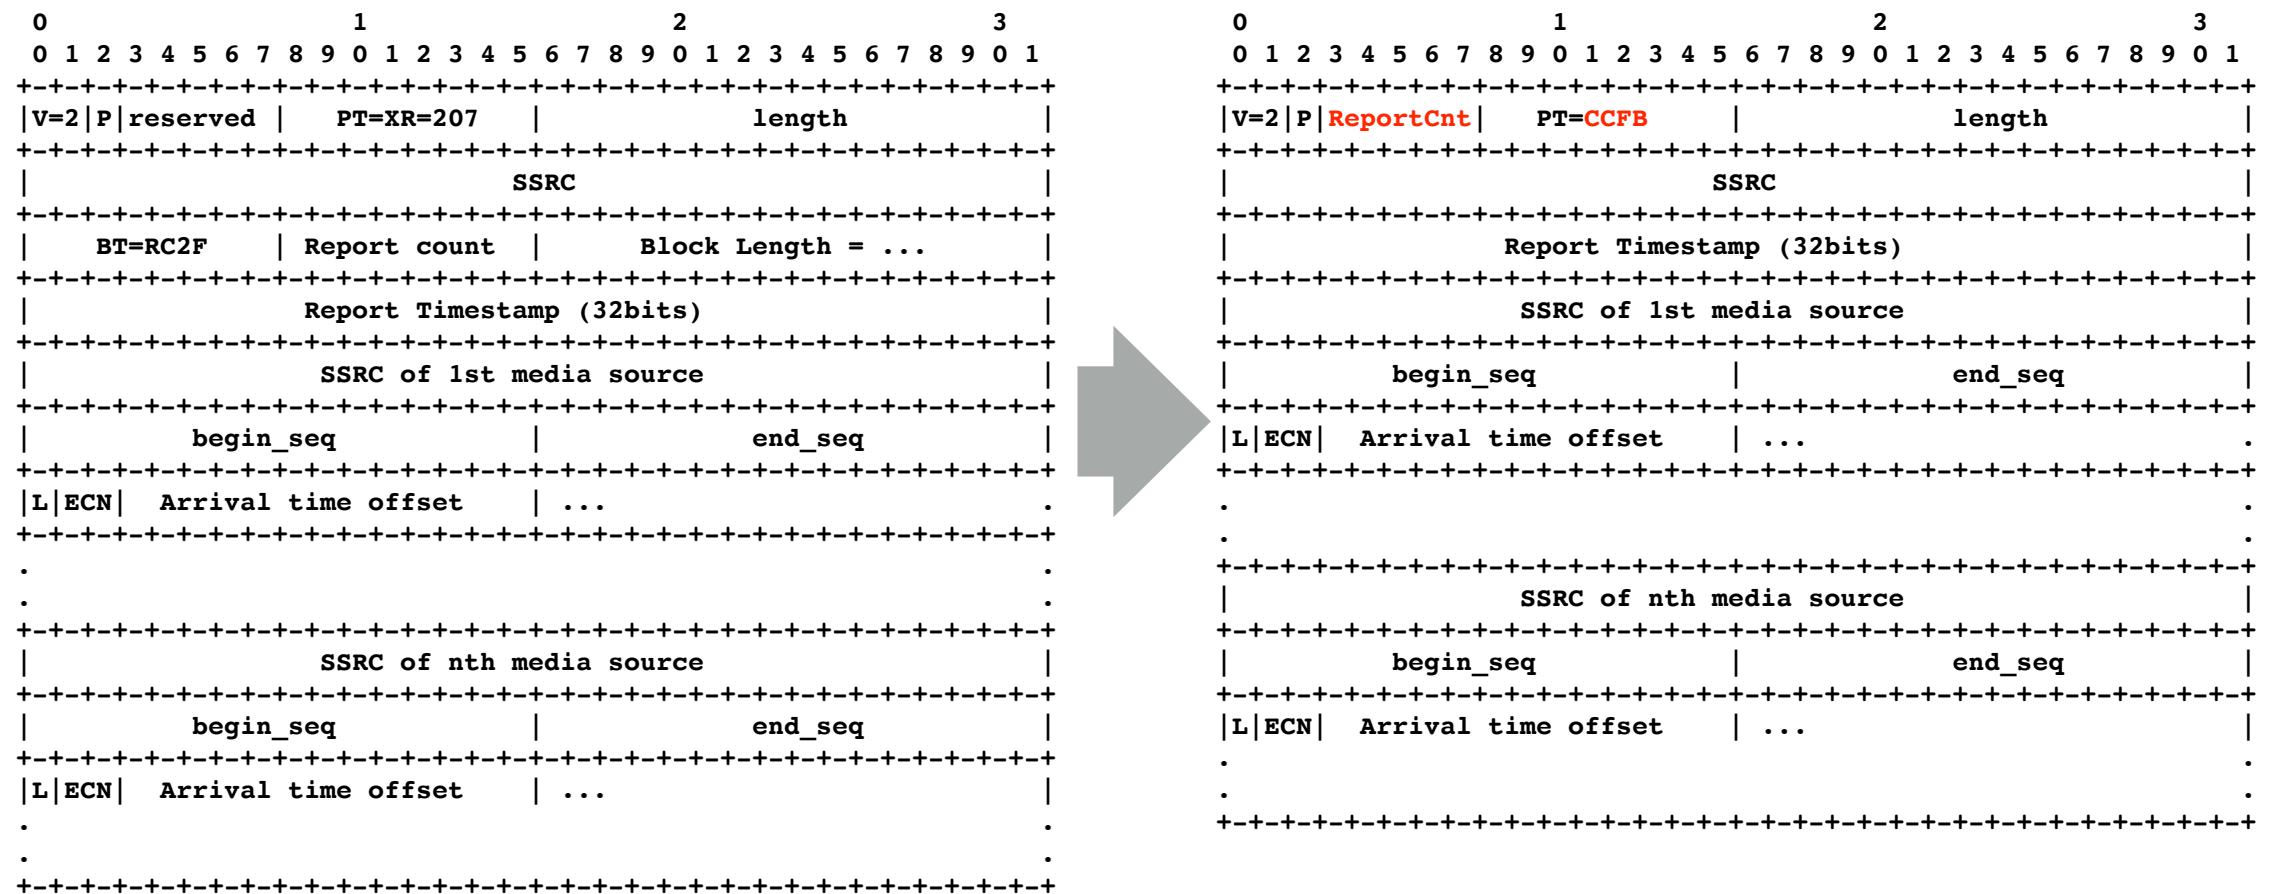 0                   1                   2                   3
 0 1 2 3 4 5 6 7 8 9 0 1 2 3 4 5 6 7 8 9 0 1 2 3 4 5 6 7 8 9 0 1
+-+-+-+-+-+-+-+-+-+-+-+-+-+-+-+-+-+-+-+-+-+-+-+-+-+-+-+-+-+-+-+-+
|V=2|P|reserved |   PT=XR=207   |             length            |
+-+-+-+-+-+-+-+-+-+-+-+-+-+-+-+-+-+-+-+-+-+-+-+-+-+-+-+-+-+-+-+-+
|                              SSRC                             |
+-+-+-+-+-+-+-+-+-+-+-+-+-+-+-+-+-+-+-+-+-+-+-+-+-+-+-+-+-+-+-+-+
|    BT=RC2F    | Report count  |      Block Length = ...       |
+-+-+-+-+-+-+-+-+-+-+-+-+-+-+-+-+-+-+-+-+-+-+-+-+-+-+-+-+-+-+-+-+
|                 Report Timestamp (32bits)                     |
+-+-+-+-+-+-+-+-+-+-+-+-+-+-+-+-+-+-+-+-+-+-+-+-+-+-+-+-+-+-+-+-+
|                  SSRC of 1st media source                     |
+-+-+-+-+-+-+-+-+-+-+-+-+-+-+-+-+-+-+-+-+-+-+-+-+-+-+-+-+-+-+-+-+
|          begin_seq            |             end_seq           |
+-+-+-+-+-+-+-+-+-+-+-+-+-+-+-+-+-+-+-+-+-+-+-+-+-+-+-+-+-+-+-+-+
|L|ECN|  Arrival time offset    | ...                           .
+-+-+-+-+-+-+-+-+-+-+-+-+-+-+-+-+-+-+-+-+-+-+-+-+-+-+-+-+-+-+-+-+
.                                                               .
.                                                               .
+-+-+-+-+-+-+-+-+-+-+-+-+-+-+-+-+-+-+-+-+-+-+-+-+-+-+-+-+-+-+-+-+
|                  SSRC of nth media source                     |
+-+-+-+-+-+-+-+-+-+-+-+-+-+-+-+-+-+-+-+-+-+-+-+-+-+-+-+-+-+-+-+-+
|          begin_seq            |             end_seq           |
+-+-+-+-+-+-+-+-+-+-+-+-+-+-+-+-+-+-+-+-+-+-+-+-+-+-+-+-+-+-+-+-+
|L|ECN|  Arrival time offset    | ...                           |
.                                                               .
.                                                               .
+-+-+-+-+-+-+-+-+-+-+-+-+-+-+-+-+-+-+-+-+-+-+-+-+-+-+-+-+-+-+-+-+
 0                   1                   2                   3
 0 1 2 3 4 5 6 7 8 9 0 1 2 3 4 5 6 7 8 9 0 1 2 3 4 5 6 7 8 9 0 1
+-+-+-+-+-+-+-+-+-+-+-+-+-+-+-+-+-+-+-+-+-+-+-+-+-+-+-+-+-+-+-+-+
|V=2|P|ReportCnt|   PT=CCFB     |             length            |
+-+-+-+-+-+-+-+-+-+-+-+-+-+-+-+-+-+-+-+-+-+-+-+-+-+-+-+-+-+-+-+-+
|                              SSRC                             |
+-+-+-+-+-+-+-+-+-+-+-+-+-+-+-+-+-+-+-+-+-+-+-+-+-+-+-+-+-+-+-+-+
|                 Report Timestamp (32bits)                     |
+-+-+-+-+-+-+-+-+-+-+-+-+-+-+-+-+-+-+-+-+-+-+-+-+-+-+-+-+-+-+-+-+
|                  SSRC of 1st media source                     |
+-+-+-+-+-+-+-+-+-+-+-+-+-+-+-+-+-+-+-+-+-+-+-+-+-+-+-+-+-+-+-+-+
|          begin_seq            |             end_seq           |
+-+-+-+-+-+-+-+-+-+-+-+-+-+-+-+-+-+-+-+-+-+-+-+-+-+-+-+-+-+-+-+-+
|L|ECN|  Arrival time offset    | ...                           .
+-+-+-+-+-+-+-+-+-+-+-+-+-+-+-+-+-+-+-+-+-+-+-+-+-+-+-+-+-+-+-+-+
.                                                               .
.                                                               .
+-+-+-+-+-+-+-+-+-+-+-+-+-+-+-+-+-+-+-+-+-+-+-+-+-+-+-+-+-+-+-+-+
|                  SSRC of nth media source                     |
+-+-+-+-+-+-+-+-+-+-+-+-+-+-+-+-+-+-+-+-+-+-+-+-+-+-+-+-+-+-+-+-+
|          begin_seq            |             end_seq           |
+-+-+-+-+-+-+-+-+-+-+-+-+-+-+-+-+-+-+-+-+-+-+-+-+-+-+-+-+-+-+-+-+
|L|ECN|  Arrival time offset    | ...                           |
.                                                               .
.                                                               .
+-+-+-+-+-+-+-+-+-+-+-+-+-+-+-+-+-+-+-+-+-+-+-+-+-+-+-+-+-+-+-+-+